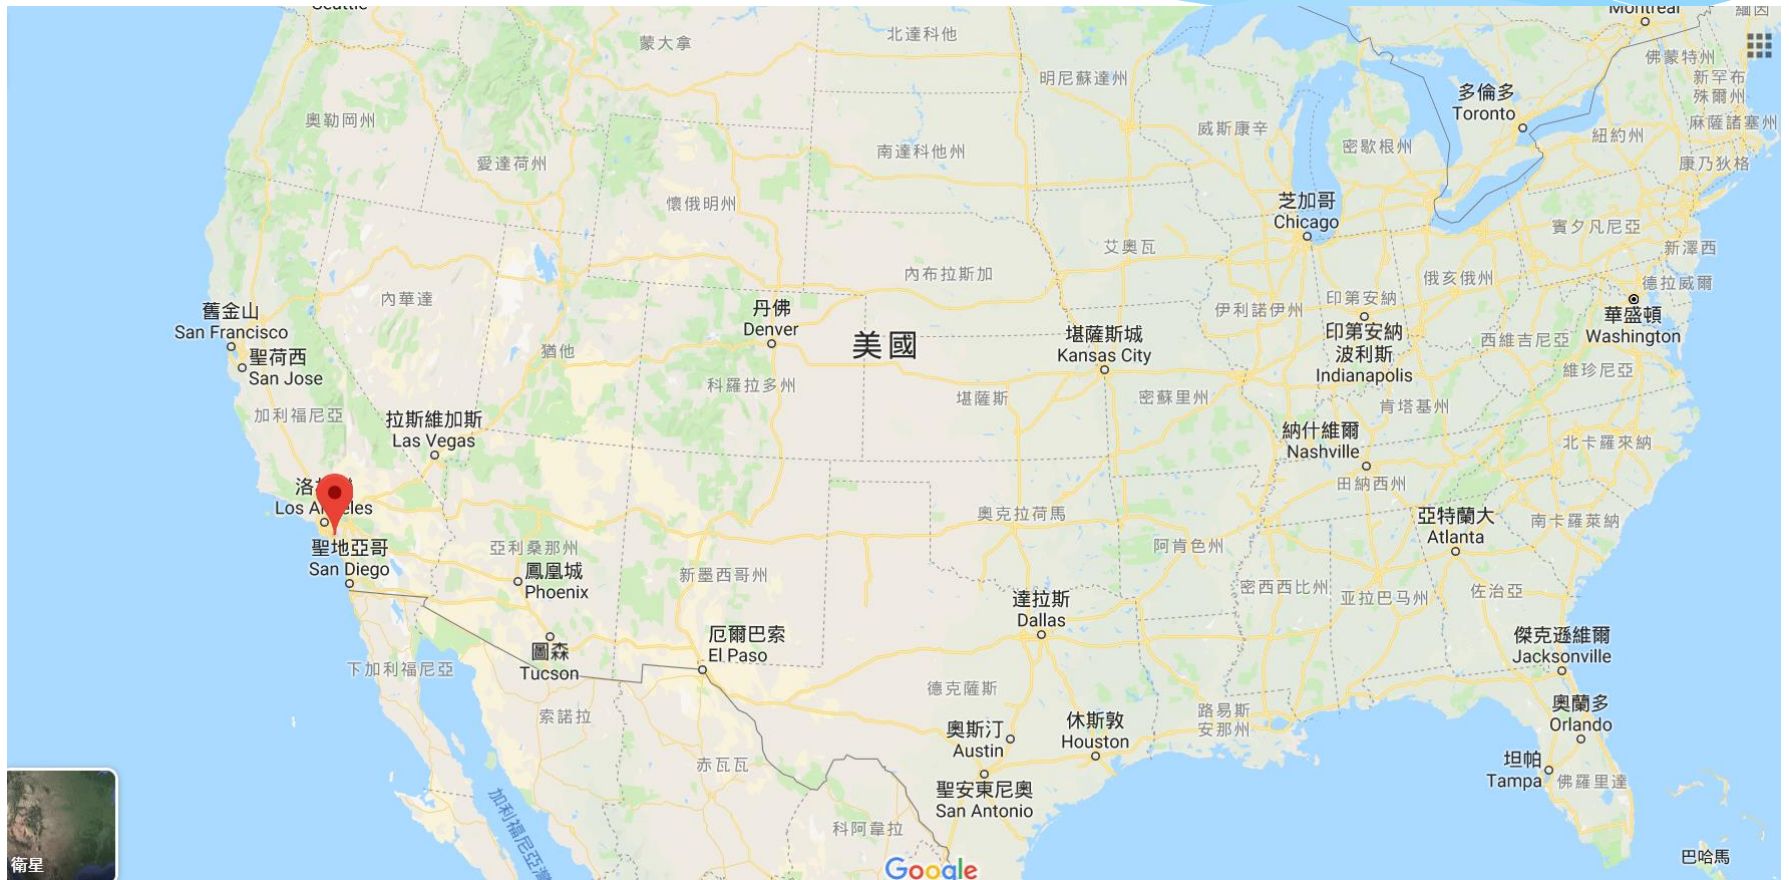 Seattle
Montreal
緬因
蒙大拿
北達科他
明尼蘇達州
佛蒙特州
新罕布
殊爾州
多倫多
Toronto
奧勒岡州
威斯康辛
密歇根州
紐約州
麻薩諸塞州
愛達荷州
南達科他州
康乃狄格
懷俄明州
芝加哥
Chicago
賓夕凡尼亞
艾奧瓦
新澤西
內布拉斯加
俄亥俄州
德拉威爾
內華達
丹佛
Denver
伊利諾伊州
印第安納
舊金山
San Francisco
美國
堪薩斯城
Kansas City
印第安納
波利斯
Indianapolis
華盛頓
Washington
西維吉尼亞
聖荷西
San Jose
猶他
科羅拉多州
堪薩斯
密蘇里州
維珍尼亞
加利福尼亞
拉斯維加斯
Las Vegas
肯塔基州
納什維爾
Nashville
北卡羅來納
田納西州
洛
Los Angeles
奧克拉荷馬
亞特蘭大
Atlanta
南卡羅萊納
聖地亞哥
San Diego
亞利桑那州
鳳凰城
Phoenix
新墨西哥州
阿肯色州
密西西比州
亚拉巴马州
佐治亞
達拉斯
Dallas
圖森
Tucson
厄爾巴索
El Paso
傑克遜維爾
Jacksonville
下加利福尼亞
德克薩斯
索諾拉
奧斯汀
Austin
休斯敦
Houston
路易斯
安那州
奧蘭多
Orlando
赤瓦瓦
坦帕
Tampa
佛羅里達
聖安東尼奧
San Antonio
加利福尼亞灣
科阿韋拉
衛星
Google
巴哈馬